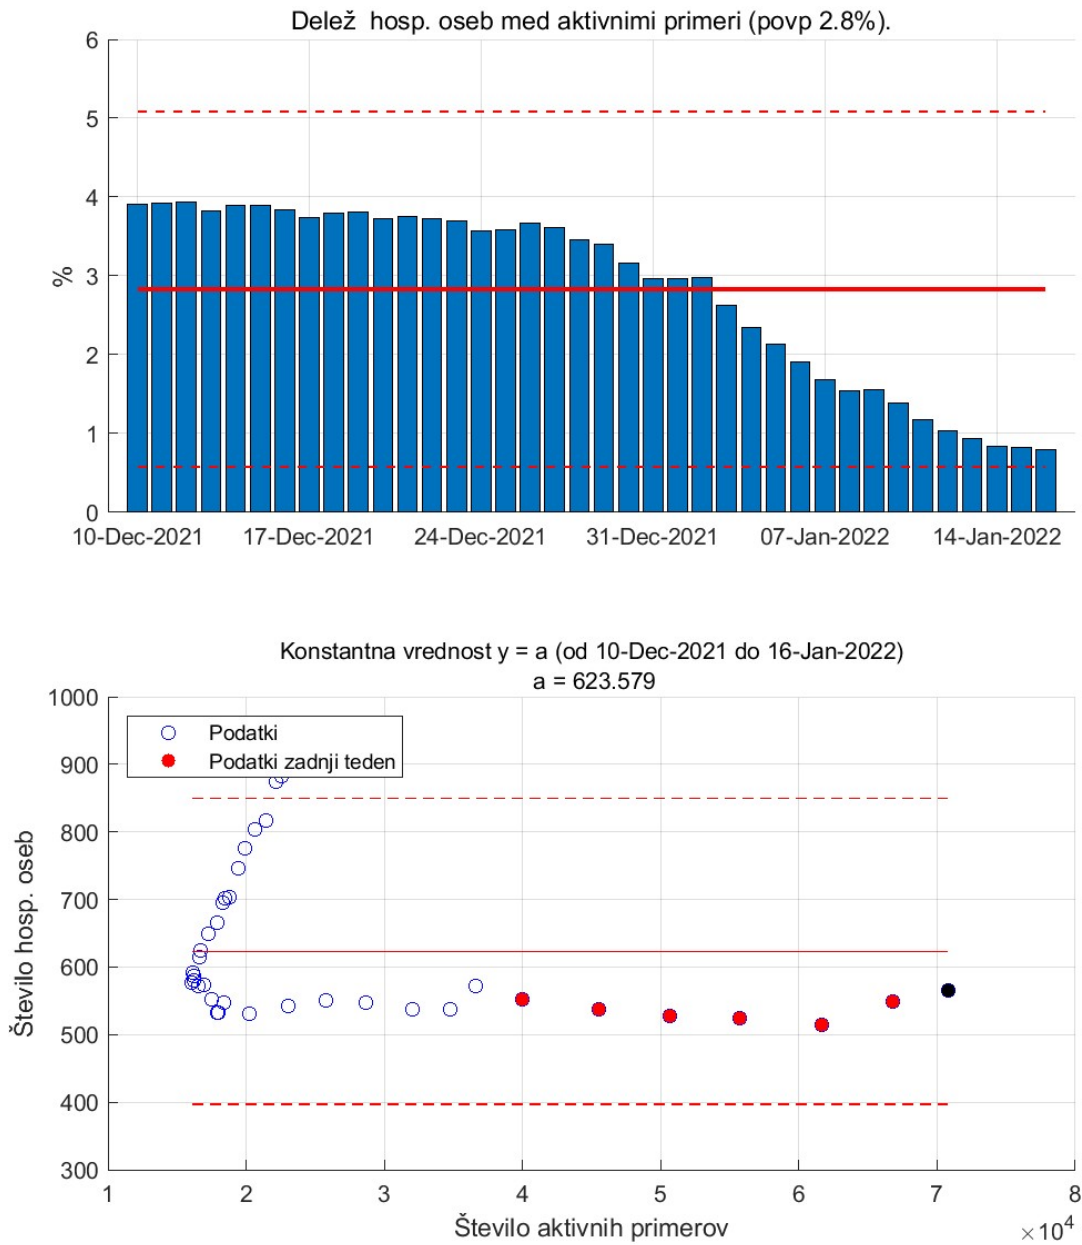 Delež hosp. oseb med aktivnimi primeri (povp 2.8%).
6
5
4
3
2
1
0
%
10-Dec-2021 17-Dec-2021 24-Dec-2021 31-Dec-2021 07-Jan-2022 14-Jan-2022
Konstantna vrednost y = a (od 10-Dec-2021 do 16-Jan-2022)
a = 623.579
1000
900
800
700
600
500
400
300
Število hosp. oseb
Podatki
Podatki zadnji teden
1 2 3 4 5 6 7 8
Število aktivnih primerov
×10^4